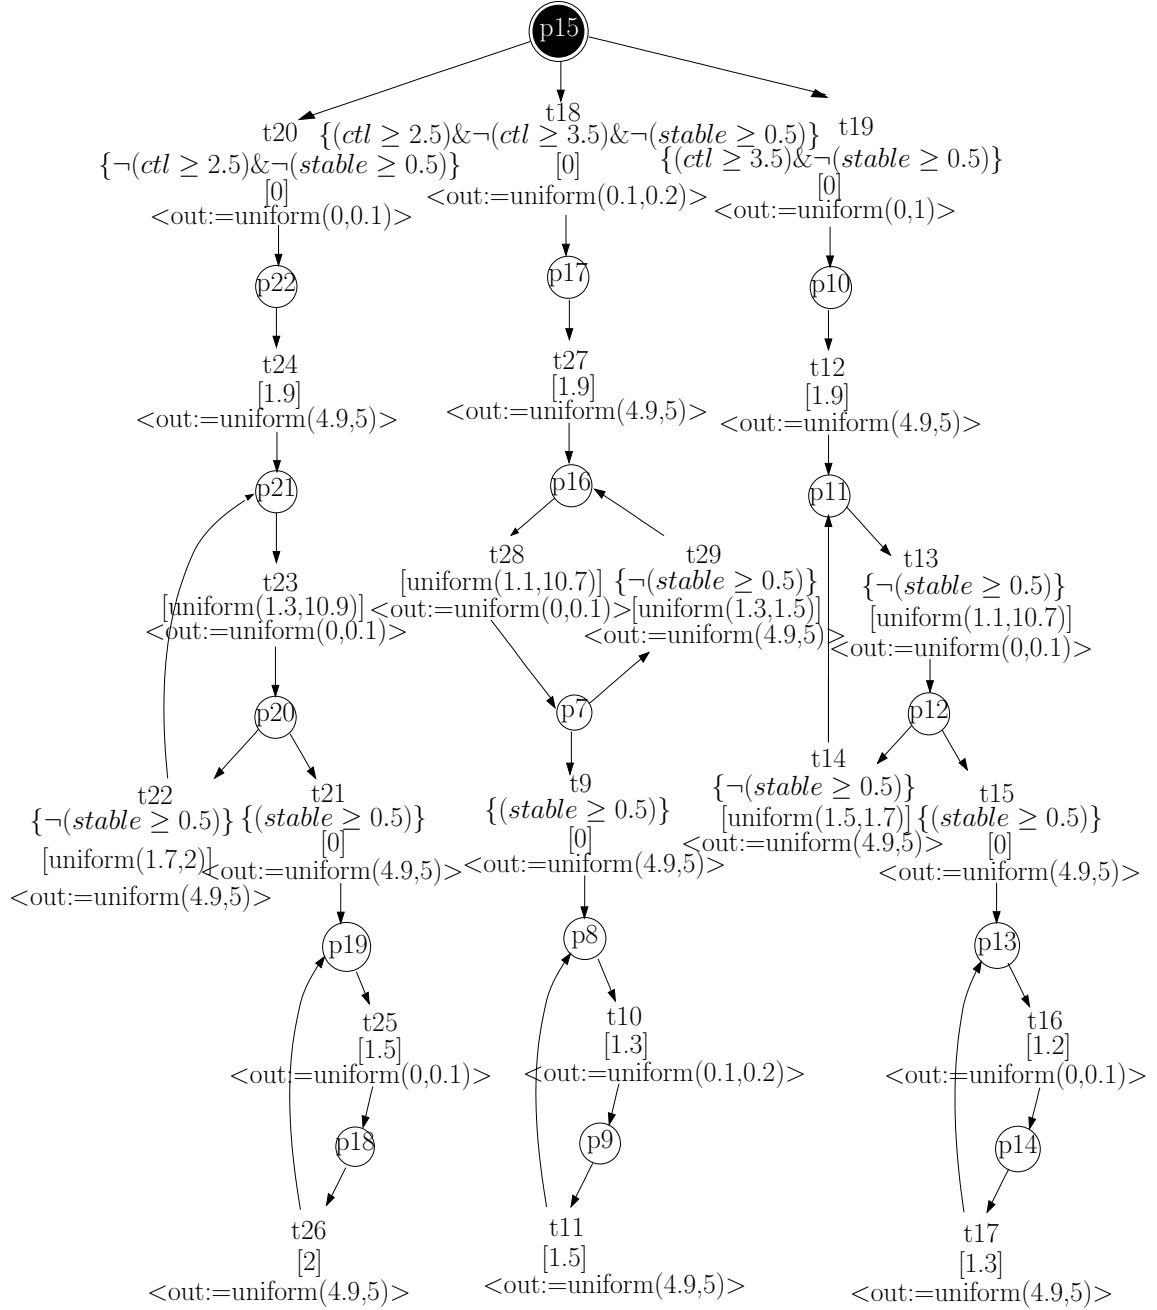 p15
t18
t20
{(ctl ≥ 2.5)&¬(ctl ≥ 3.5)&¬(stable ≥ 0.5)}
t19
{¬(ctl ≥ 2.5)&¬(stable ≥ 0.5)}
[0]
{(ctl ≥ 3.5)&¬(stable ≥ 0.5)}
[0]
<out:=uniform(0,0.1)>
<out:=uniform(0.1,0.2)>
[0]
<out:=uniform(0,1)>
p22
p17
p10
t24
[1.9]
<out:=uniform(4.9,5)>
t27
[1.9]
<out:=uniform(4.9,5)>
t12
[1.9]
<out:=uniform(4.9,5)>
p21
p16
p11
t23
[uniform(1.3,10.9)]
<out:=uniform(0,0.1)>
t28
[uniform(1.1,10.7)]
<out:=uniform(0,0.1)>
t29
{¬(stable ≥ 0.5)}
[uniform(1.3,1.5)]
<out:=uniform(4.9,5)>
t13
{¬(stable ≥ 0.5)}
[uniform(1.1,10.7)]
<out:=uniform(0,0.1)>
p20
p7
p12
t22
{¬(stable ≥ 0.5)}
[uniform(1.7,2)]
<out:=uniform(4.9,5)>
t21
{(stable ≥ 0.5)}
[0]
<out:=uniform(4.9,5)>
t9
{(stable ≥ 0.5)}
[0]
<out:=uniform(4.9,5)>
t14
{¬(stable ≥ 0.5)}
[uniform(1.5,1.7)]
<out:=uniform(4.9,5)>
t15
{(stable ≥ 0.5)}
[0]
<out:=uniform(4.9,5)>
p19
p8
p13
t25
[1.5]
<out:=uniform(0,0.1)>
t10
[1.3]
<out:=uniform(0.1,0.2)>
t16
[1.2]
<out:=uniform(0,0.1)>
p18
p9
p14
t26
[2]
<out:=uniform(4.9,5)>
t11
[1.5]
<out:=uniform(4.9,5)>
t17
[1.3]
<out:=uniform(4.9,5)>